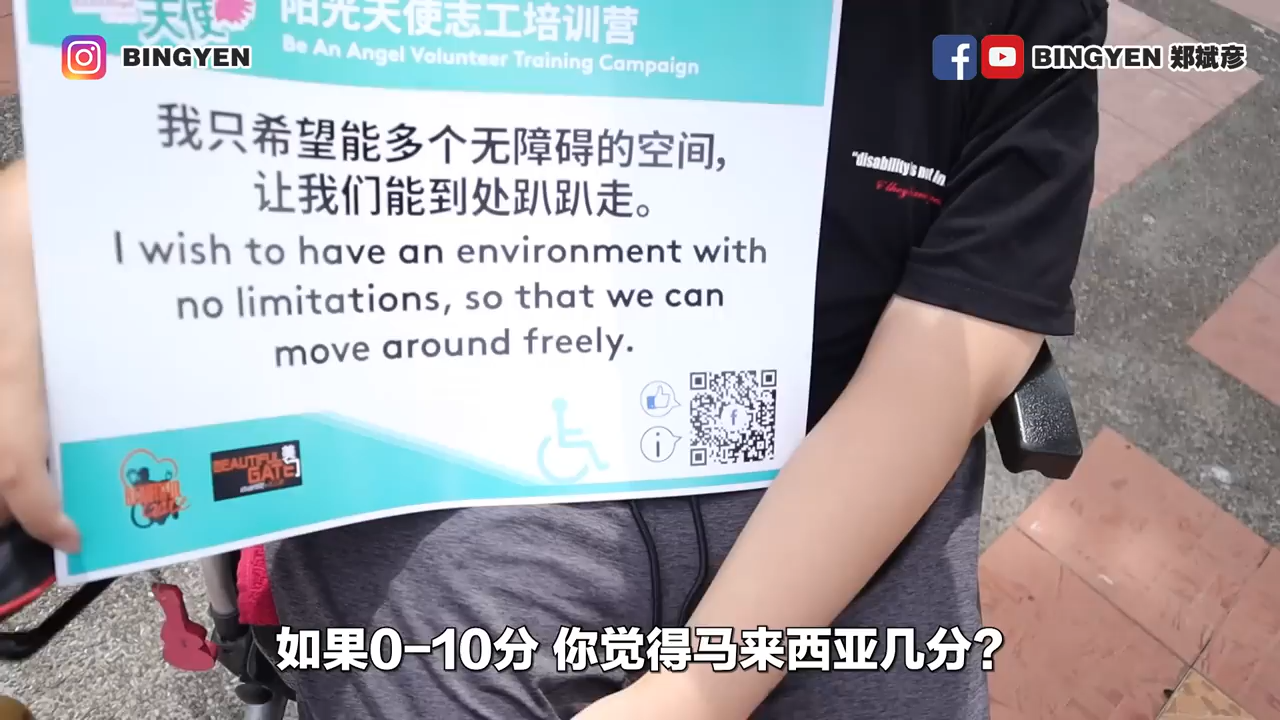 天使
阳光天使志工培训营
Be An Angel Volunteer Training Campaign
BINGYEN
BINGYEN 郑斌彦
我只希望能多个无障碍的空间,
让我们能到处趴趴走。
I wish to have an environment with
no limitations, so that we can
move around freely.
"disability's not in
BEAUTIFUL
GATE
如果0-10分 你觉得马来西亚几分?